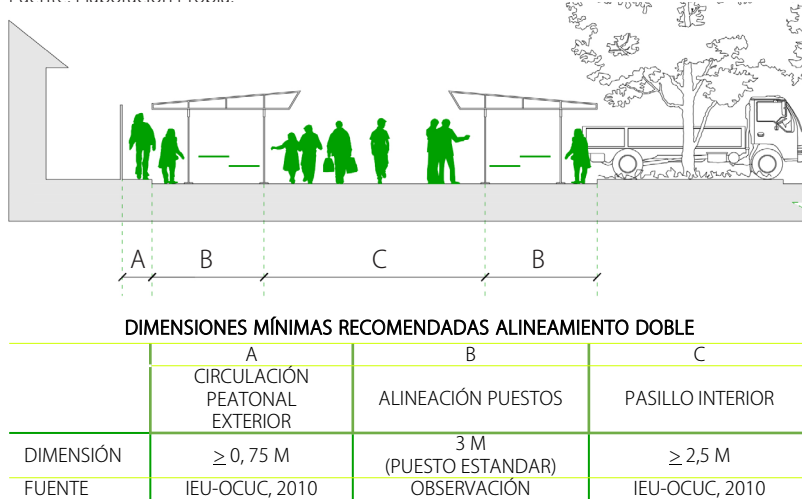 A B C B
DIMENSIONES MÍNIMAS RECOMENDADAS ALINEAMIENTO DOBLE
A B C
CIRCULACIÓN
PEATONAL
EXTERIOR
ALINEACIÓN PUESTOS
PASILLO INTERIOR
DIMENSIÓN
≥ 0, 75 M
3 M
(PUESTO ESTANDAR)
≥ 2,5 M
FUENTE IEU-OCUC, 2010 OBSERVACIÓN IEU-OCUC, 2010